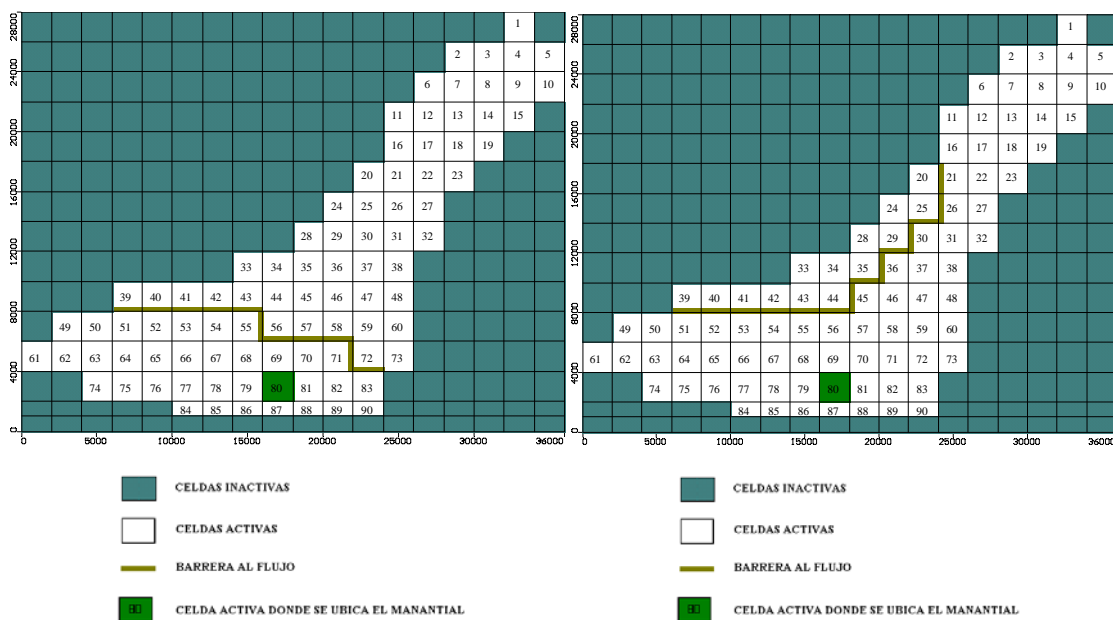 28000 1 28000 1
2 3 4 5 2 3 4 5
24000 6 7 8 9 10 24000 6 7 8 9 10
11 12 13 14 15 11 12 13 14 15
20000 16 17 18 19 20000 16 17 18 19
20 21 22 23 20 21 22 23
16000 24 25 26 27 16000 24 25 26 27
28 29 30 31 32 28 29 30 31 32
12000 33 34 35 36 37 38 12000 33 34 35 36 37 38
39 40 41 42 43 44 45 46 47 48 39 40 41 42 43 44 45 46 47 48
8000 49 50 51 52 53 54 55 56 57 58 59 60 8000 49 50 51 52 53 54 55 56 57 58 59 60
61 62 63 64 65 66 67 68 69 70 71 72 73 61 62 63 64 65 66 67 68 69 70 71 72 73
4000 74 75 76 77 78 79 80 81 82 83 4000 74 75 76 77 78 79 80 81 82 83
84 85 86 87 88 89 90 84 85 86 87 88 89 90
0 0
0 5000 10000 15000 20000 25000 30000 36000 0 5000 10000 15000 20000 25000 30000 36000
CELDAS INACTIVAS CELDAS INACTIVAS
CELDAS ACTIVAS CELDAS ACTIVAS
BARRERA AL FLUJO BARRERA AL FLUJO
80 CELDA ACTIVA DONDE SE UBICA EL MANANTIAL 80 CELDA ACTIVA DONDE SE UBICA EL MANANTIAL